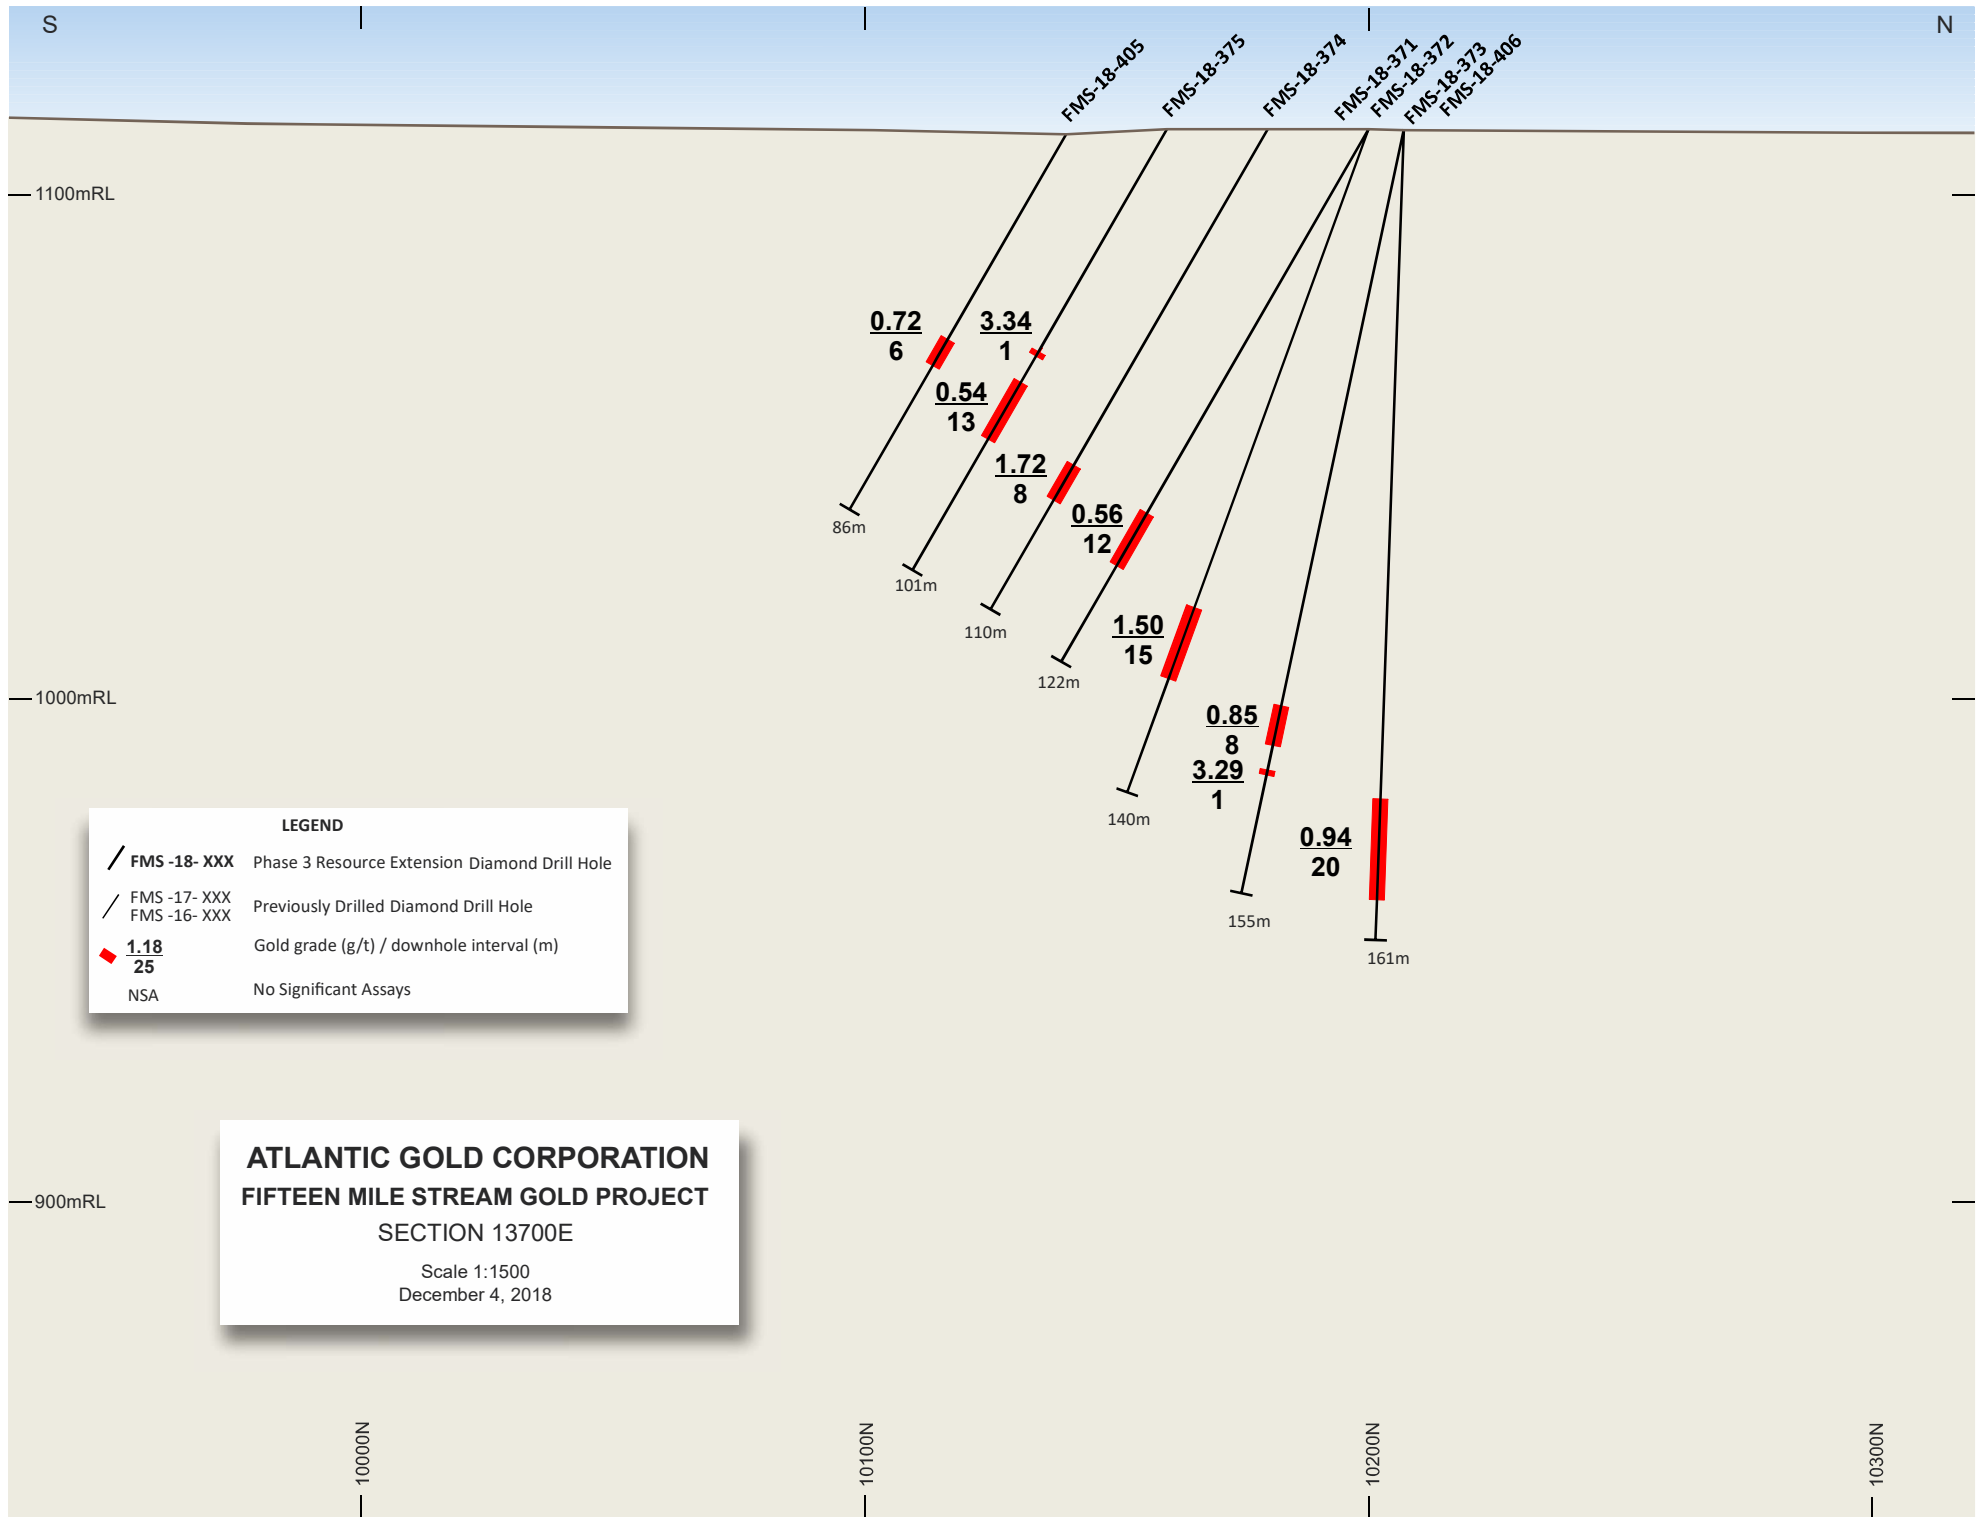 S
N
FMS-18-405
FMS-18-375
FMS-18-374
FMS-18-371
FMS-18-372
FMS-18-373
FMS-18-406
1100mRL
0.72
6
3.34
1
0.54
13
1.72
8
0.56
12
86m
101m
110m
1.50
15
122m
1000mRL
0.85
8
3.29
1
140m
0.94
20
155m
161m
LEGEND
FMS -18- XXX Phase 3 Resource Extension Diamond Drill Hole
FMS -17- XXX
FMS -16- XXX
Previously Drilled Diamond Drill Hole
1.18
25
Gold grade (g/t) / downhole interval (m)
NSA No Significant Assays
900mRL
ATLANTIC GOLD CORPORATION
FIFTEEN MILE STREAM GOLD PROJECT
SECTION 13700E
Scale 1:1500
December 4, 2018
10000N
10100N
10200N
10300N